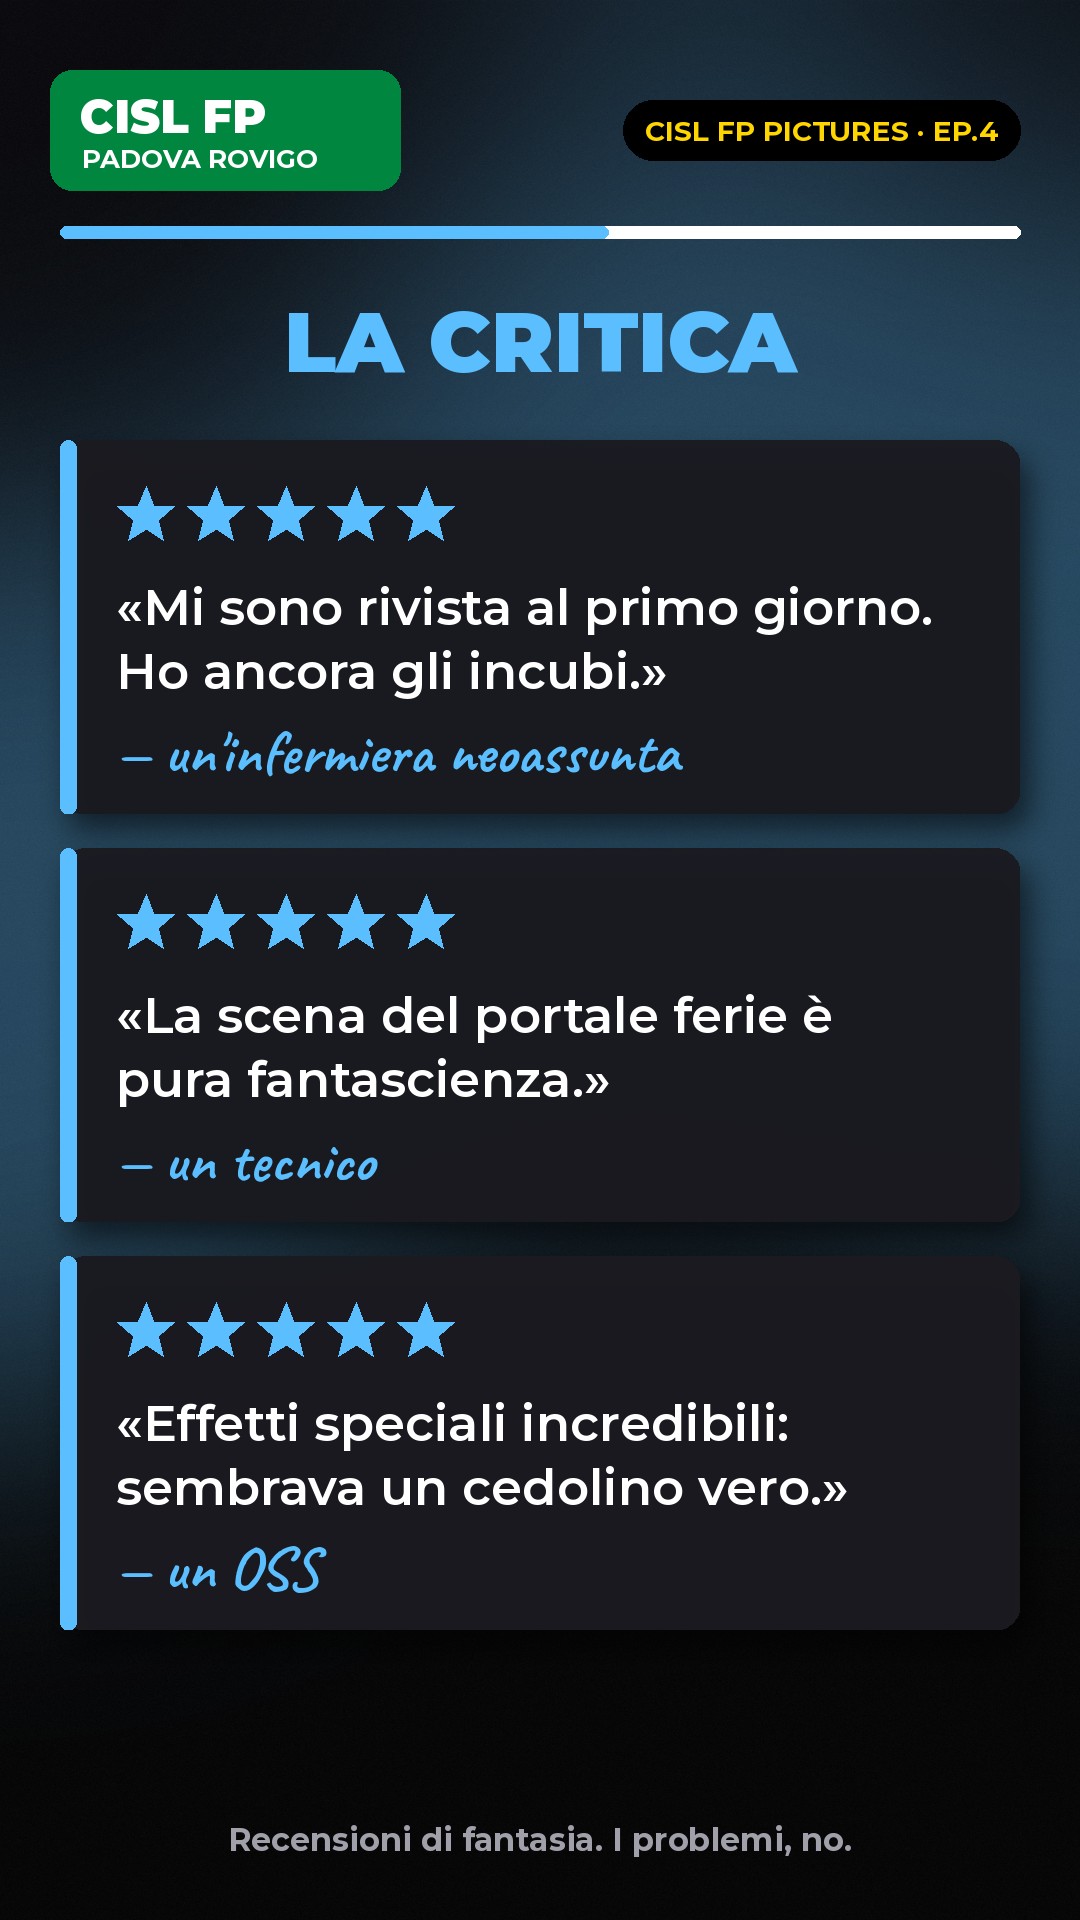 CISL FP
PADOVA ROVIGO
CISL FP PICTURES · EP.4
LA CRITICA
«Mi sono rivista al primo giorno.
Ho ancora gli incubi.»
— un'infermiera neoassunta
«La scena del portale ferie è
pura fantascienza.»
— un tecnico
«Effetti speciali incredibili:
sembrava un cedolino vero.»
— un OSS
Recensioni di fantasia. I problemi, no.